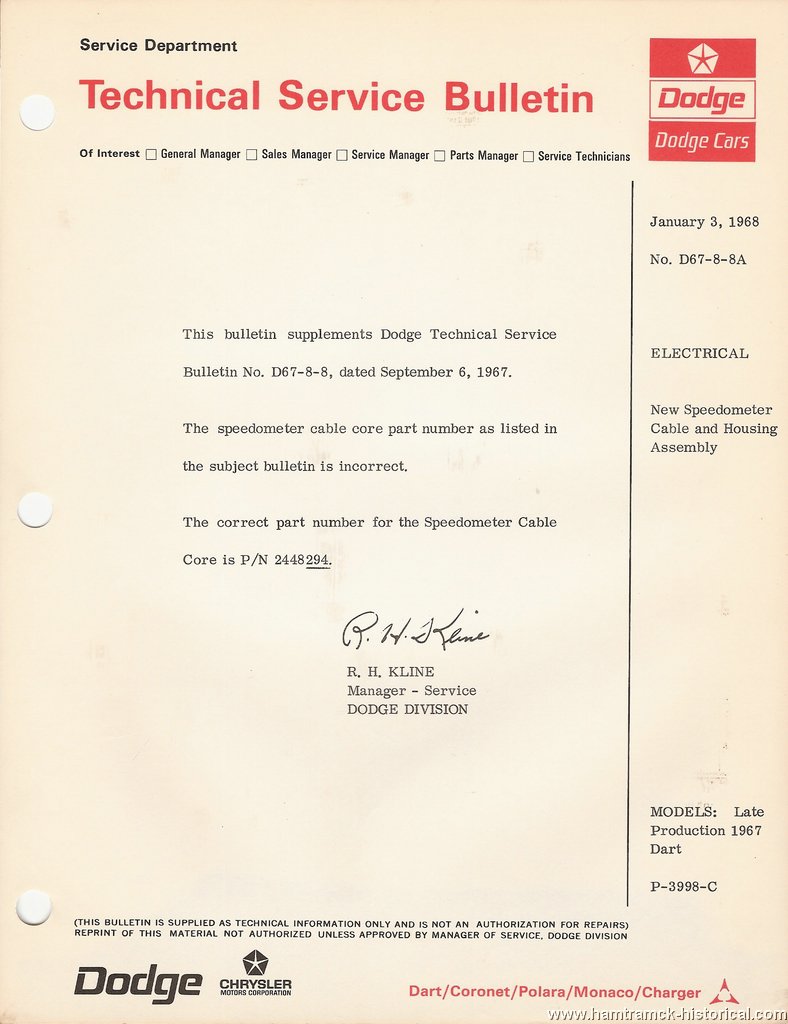 Service Department
Technical Service Bulletin
Of Interest □ General Manager □ Sales Manager □ Service Manager □ Parts Manager □ Service Technicians
Dodge
Dodge Cars
January 3, 1968
No. D67-8-8A
ELECTRICAL
New Speedometer
Cable and Housing
Assembly
This bulletin supplements Dodge Technical Service
Bulletin No. D67-8-8, dated September 6, 1967.
The speedometer cable core part number as listed in
the subject bulletin is incorrect.
The correct part number for the Speedometer Cable
Core is P/N 2448294.
R. H. Kline
R. H. KLINE
Manager - Service
DODGE DIVISION
MODELS: Late
Production 1967
Dart
P-3998-C
(THIS BULLETIN IS SUPPLIED AS TECHNICAL INFORMATION ONLY AND IS NOT AN AUTHORIZATION FOR REPAIRS)
REPRINT OF THIS MATERIAL NOT AUTHORIZED UNLESS APPROVED BY MANAGER OF SERVICE, DODGE DIVISION
Dodge
CHRYSLER
MOTORS CORPORATION
Dart/Coronet/Polara/Monaco/Charger
www.hamtramck-historical.com